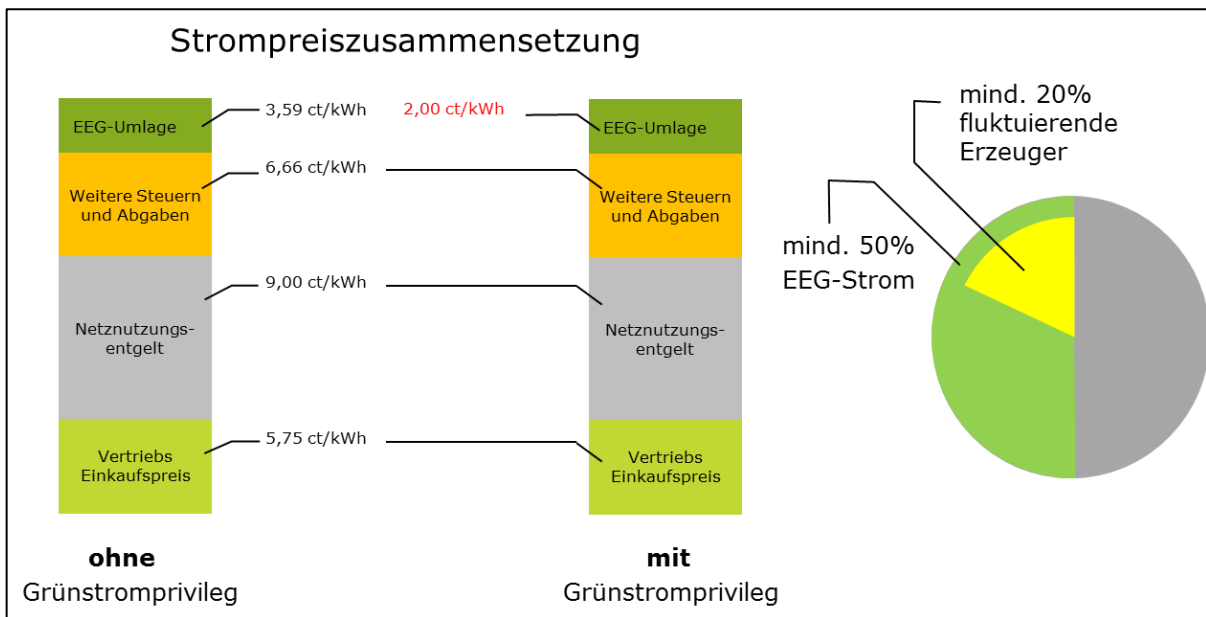 Strompreiszusammensetzung
EEG-Umlage
3,59 ct/kWh
2,00 ct/kWh
EEG-Umlage
Weitere Steuern
und Abgaben
6,66 ct/kWh
Weitere Steuern
und Abgaben
Netznutzungs-
entgelt
9,00 ct/kWh
Netznutzungs-
entgelt
Vertriebs
Einkaufspreis
5,75 ct/kWh
Vertriebs
Einkaufspreis
ohne
Grünstromprivileg
mit
Grünstromprivileg
mind. 20%
fluktuierende
Erzeuger
mind. 50%
EEG-Strom